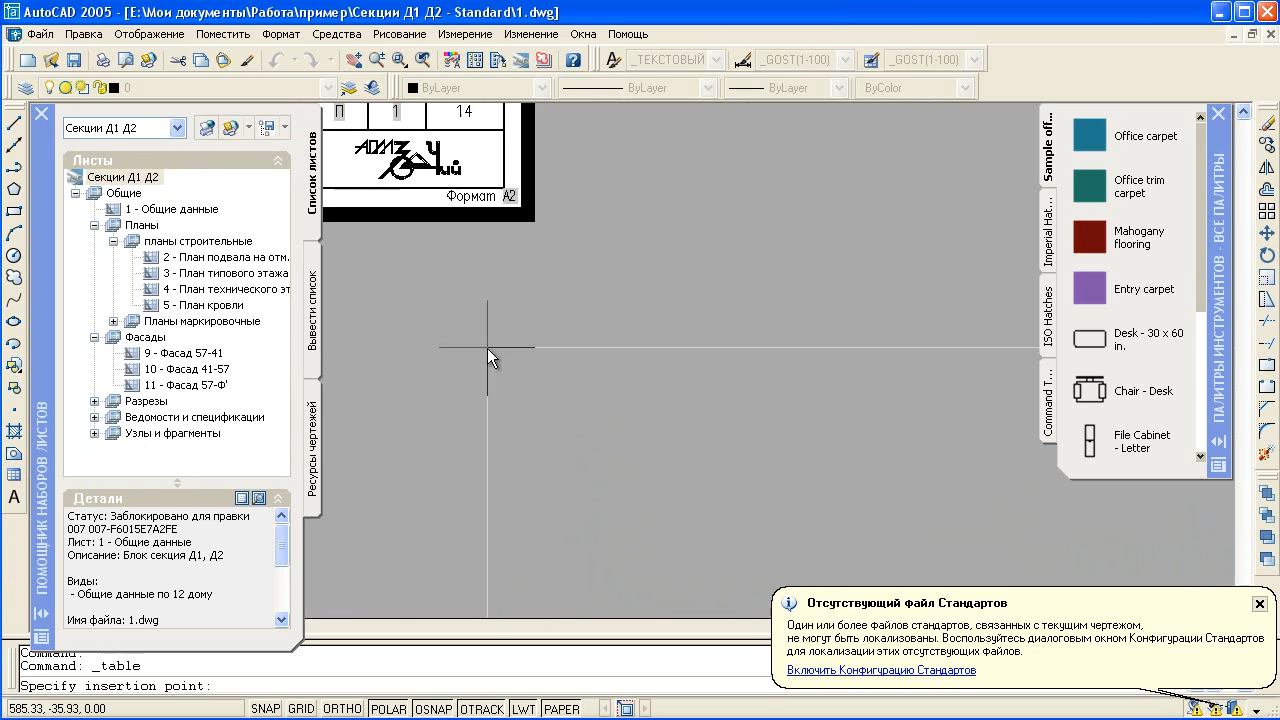 AutoCAD 2005 - [E:\Мои документы\Работа\пример\Секции Д1 Д2 - Standard\1.dwg]
Файл Правка Отображение Поместить Формат Средства Рисование Измерение Изменение Окна Помощь
_ТЕКСТОВЫЙ _GOST(1-100) _GOST(1-100)
0 ByLayer ByLayer ByLayer ByColor
Секции Д1 Д2
Листы
Секции Д1 Д2
Общие
1 - Общие данные
Планы
планы строительные
2 - План подвала на отм.
3 - План типового этажа
4 - План технического эт
5 - План кровли
Планы маркировочные
Фасады
9 - Фасад 57-41
10 - Фасад 41-57
11 - Фасад 57-Ф'
Разрезы
Ведомости и спецификации
Узлы и фрагменты
Детали
Статус: Заблокировано для правки
007 007-F6015E7A2FE
Лист: 1 - Общие данные
Описание: Блок секция Д1, Д2
Виды:
- Общие данные по 12 дому
Имя файла: 1.dwg
ПОМОЩНИК НАБОРОВ ЛИСТОВ
Список листов
Вывести список
Ресурсы чертежей
П 1 14
Формат А2
Sample off...
Imperial Hac...
ISO Hatches
Command T...
Office carpet
Office trim
carpet
Mahogany
flooring
Entry carpet
Desk - 30 x 60
in.
Chair - Desk
File Cabinet
- Letter
ПАЛИТРЫ ИНСТРУМЕНТОВ - ВСЕ ПАЛИТРЫ
Отсутствующий файл Стандартов
Один или более файлов стандартов, связанных с текущим чертежом,
не могут быть локализованы. Воспользуйтесь диалоговым окном Конфигурации Стандартов
для локализации этих отсутствующих файлов.
Включить Конфигурацию Стандартов
Command: _table
Specify insertion point:
585.33, -35.93, 0.00 SNAP GRID ORTHO POLAR OSNAP OTRACK LWT PAPER